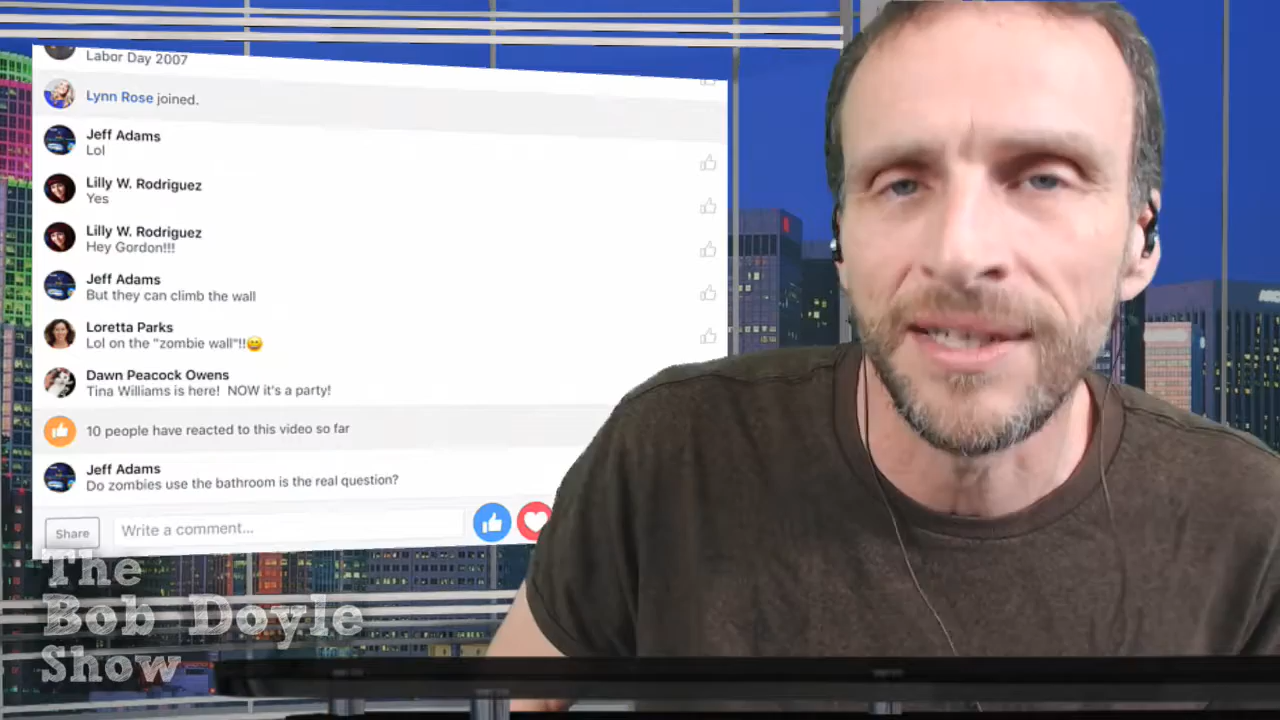 Labor Day 2007
Lynn Rose joined.
Jeff Adams
Lol
Lilly W. Rodriguez
Yes
Lilly W. Rodriguez
Hey Gordon!!!
Jeff Adams
But they can climb the wall
Loretta Parks
Lol on the "zombie wall"!!😄
Dawn Peacock Owens
Tina Williams is here! NOW it's a party!
10 people have reacted to this video so far
Jeff Adams
Do zombies use the bathroom is the real question?
Share
Write a comment...
The
Bob Doyle
Show